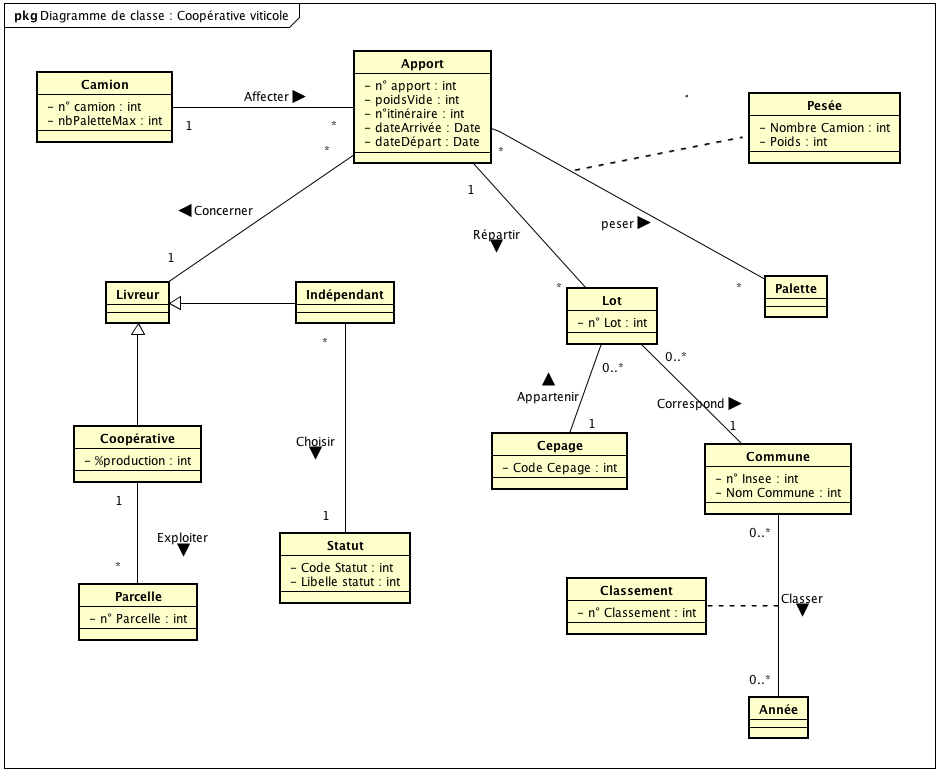 pkg Diagramme de classe : Coopérative viticole
Apport
– n° apport : int
– poidsVide : int
– n°itinéraire : int
– dateArrivée : Date
– dateDépart : Date
Camion
– n° camion : int
– nbPaletteMax : int
Affecter
1
*
Pesée
– Nombre Camion : int
– Poids : int
*
*
Concerner
1
1
Répartir
*
peser
*
Livreur
Indépendant
Lot
– n° Lot : int
Palette
*
Choisir
1
0..*
Appartenir
1
0..*
Correspond
1
Coopérative
– %production : int
Cepage
– Code Cepage : int
Commune
– n° Insee : int
– Nom Commune : int
1
Exploiter
*
Statut
– Code Statut : int
– Libelle statut : int
0..*
Parcelle
– n° Parcelle : int
Classement
– n° Classement : int
Classer
0..*
Année